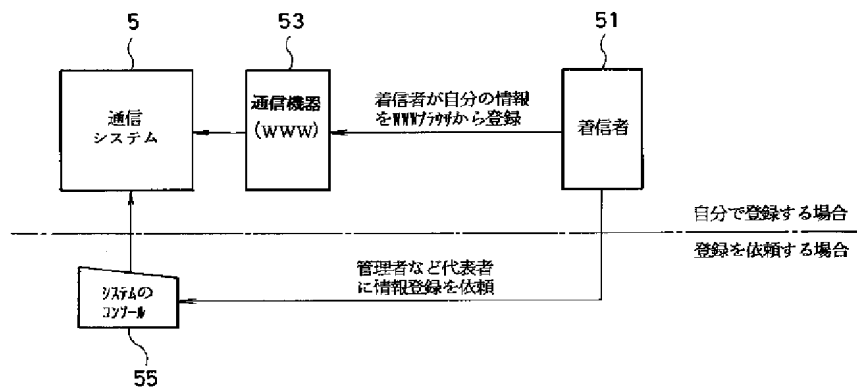 5
53
51
通信
システム
通信機器
(WWW)
着信者が自分の情報
をWWWブラウザから登録
着信者
自分で登録する場合
登録を依頼する場合
管理者など代表者
に情報登録を依頼
システムの
コンソール
55